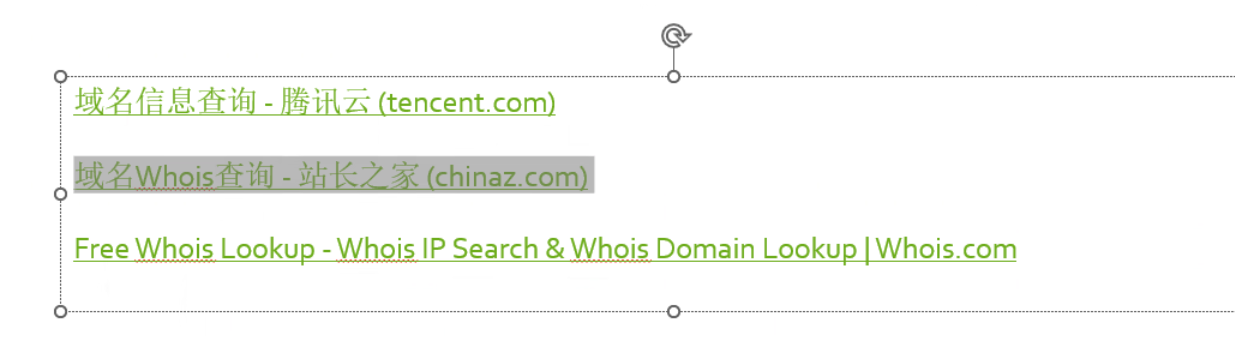 域名信息查询 - 腾讯云 (tencent.com)
域名Whois查询 - 站长之家 (chinaz.com)
Free Whois Lookup - Whois IP Search & Whois Domain Lookup | Whois.com